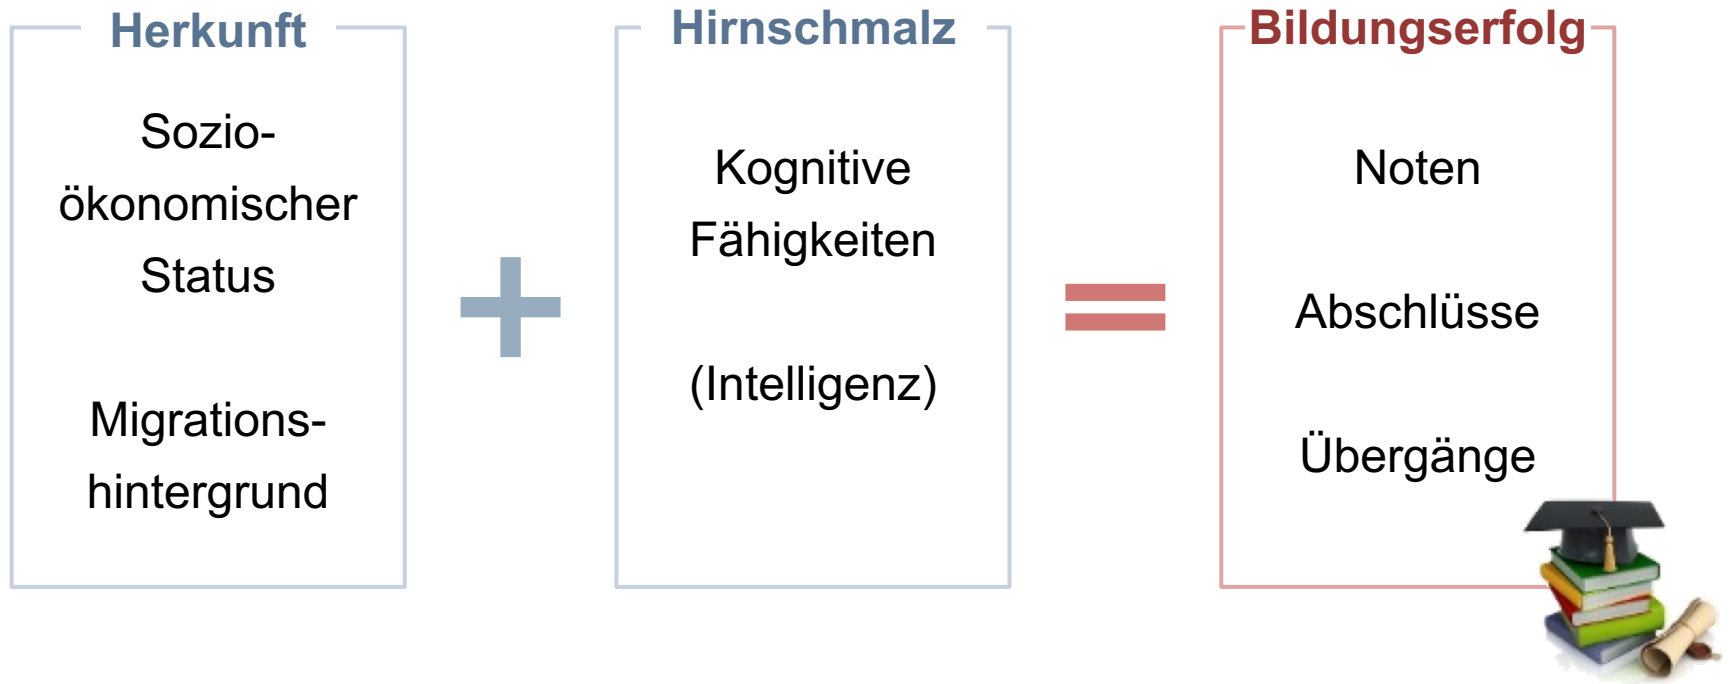 Herkunft
Sozio-
ökonomischer
Status
Migrations-
hintergrund
Hirnschmalz
Kognitive
Fähigkeiten
(Intelligenz)
Bildungserfolg
Noten
Abschlüsse
Übergänge